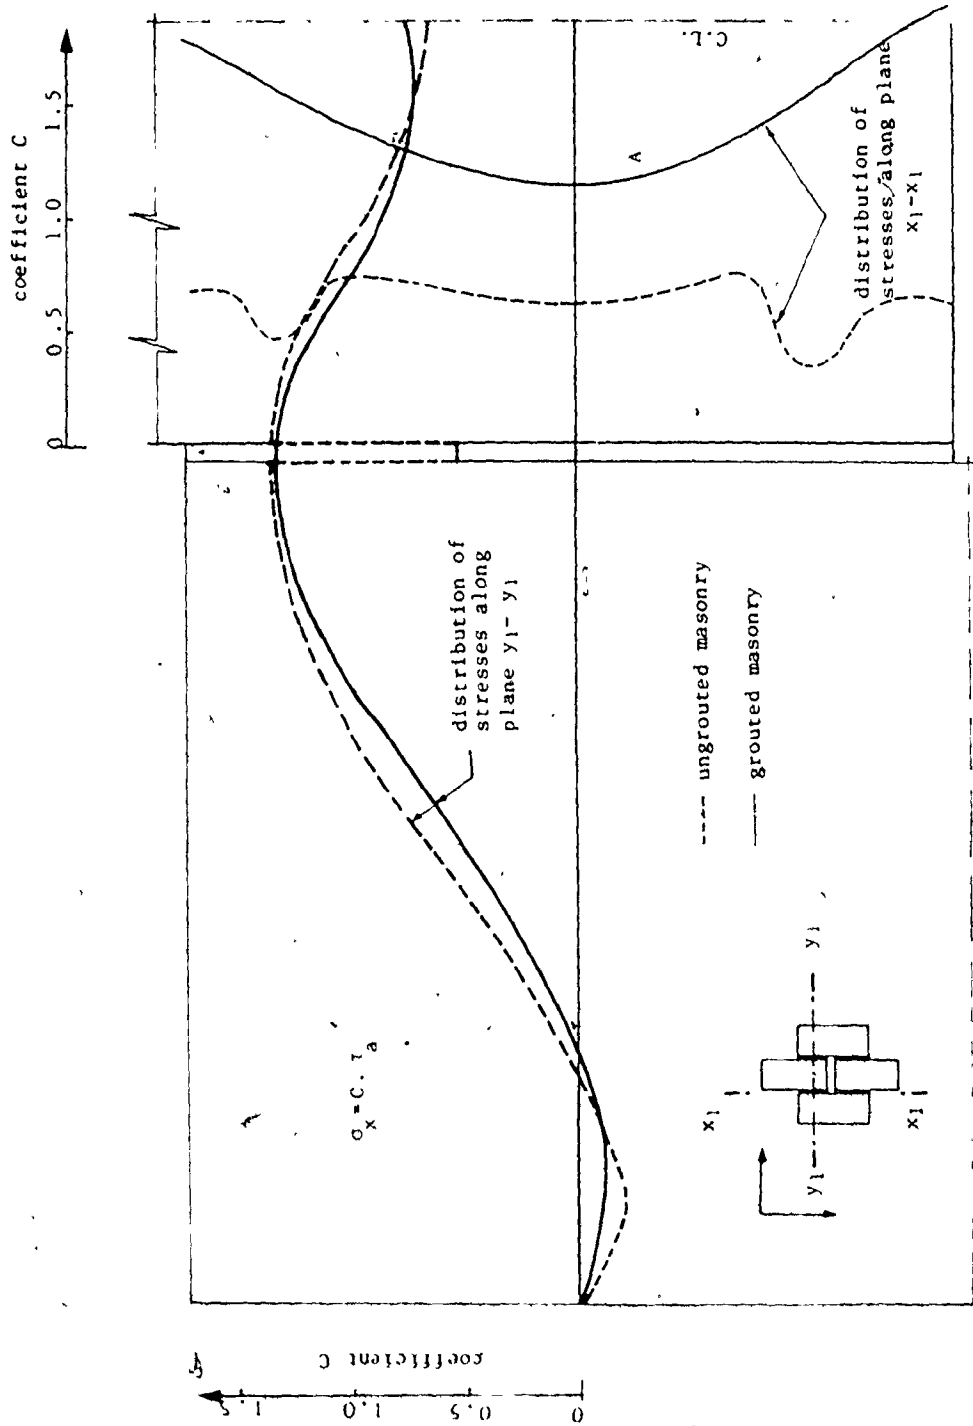 coefficient C
0
0.5
1.0
1.5
C.L.
A
distribution of
stresses along plane
x1-x1
distribution of
stresses along
plane y1- y1
---- ungrouted masonry
—— grouted masonry
σx=C.τa
x1
x1
y1
y1
coefficient C
0
0.5
1.0
1.5